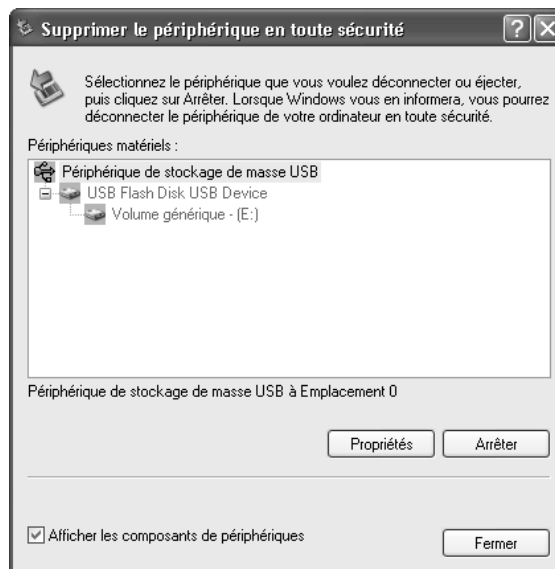 Supprimer le périphérique en toute sécurité
Sélectionnez le périphérique que vous voulez déconnecter ou éjecter,
puis cliquez sur Arrêter. Lorsque Windows vous en informera, vous pourrez
déconnecter le périphérique de votre ordinateur en toute sécurité.
Périphériques matériels :
Périphérique de stockage de masse USB
USB Flash Disk USB Device
Volume générique - (E:)
Périphérique de stockage de masse USB à Emplacement 0
Propriétés
Arrêter
Afficher les composants de périphériques
Fermer